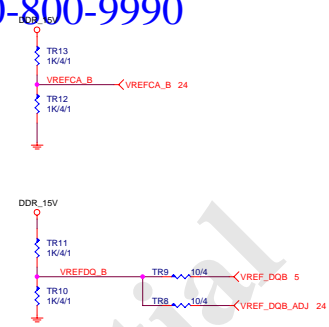 0-800-9990
DDR_15V
TR13
1K/4/1
VREFCA_B
VREFCA_B 24
TR12
1K/4/1
DDR_15V
TR11
1K/4/1
VREFDQ_B
TR9 10/4
VREF_DQB 5
TR10
1K/4/1
TR8 10/4
VREF_DQB_ADJ 24